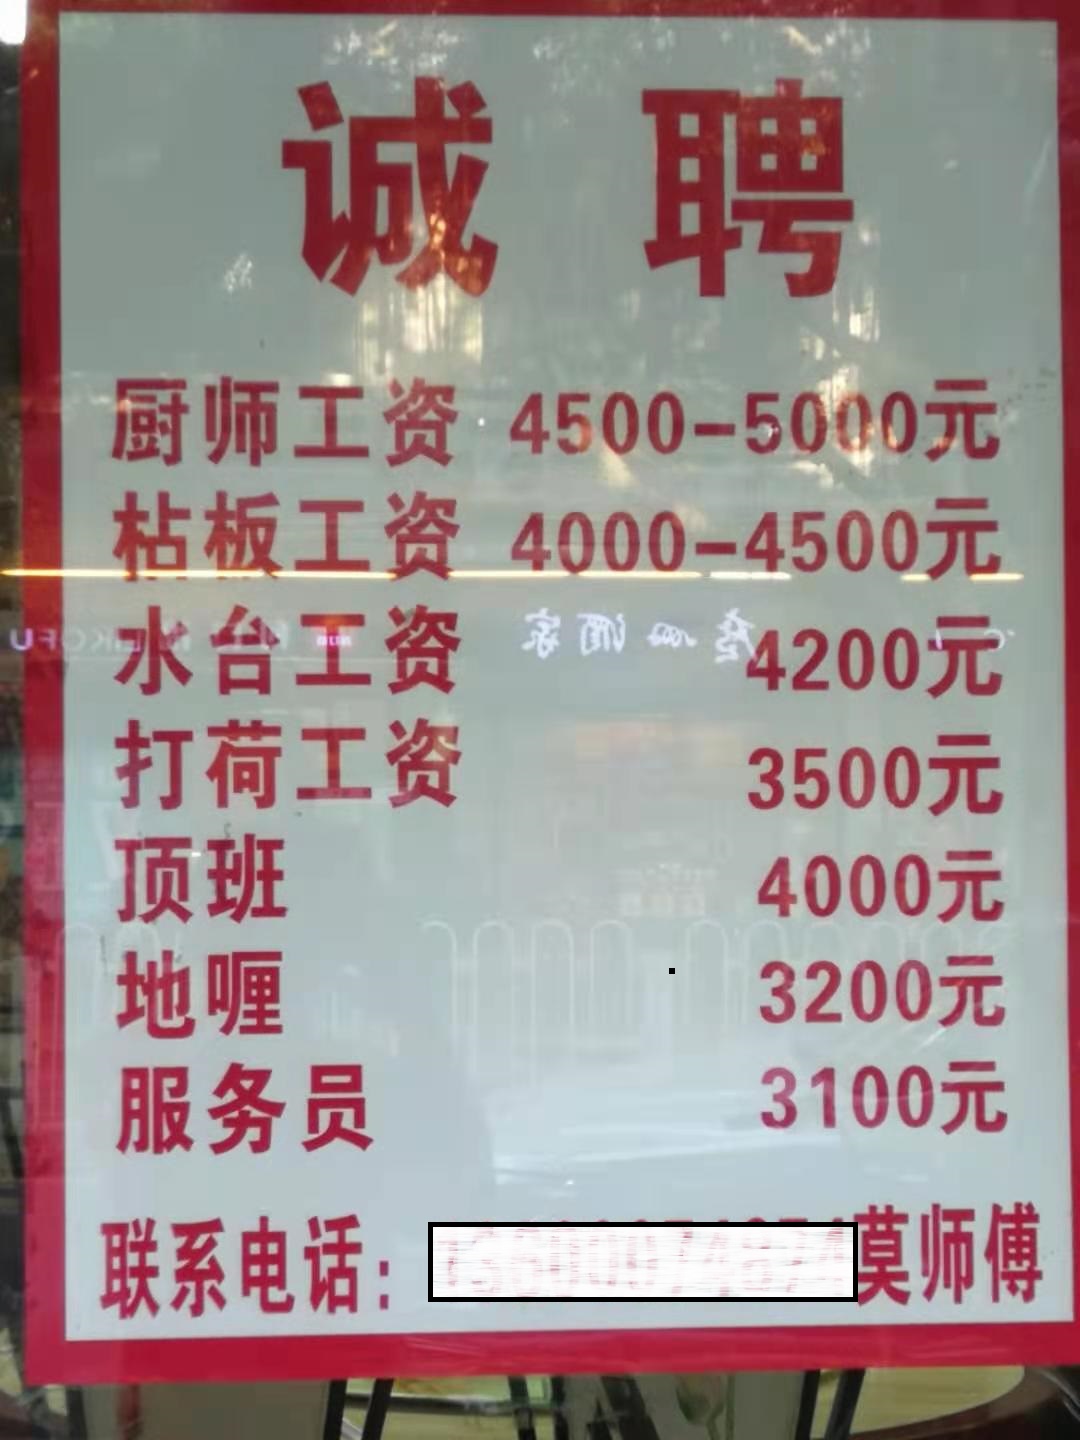 诚聘
厨师工资 4500-5000元
枮板工资 4000-4500元
水台工资 4200元
打荷工资 3500元
顶班 4000元
地喱 3200元
服务员 3100元
联系电话: 莫师傅